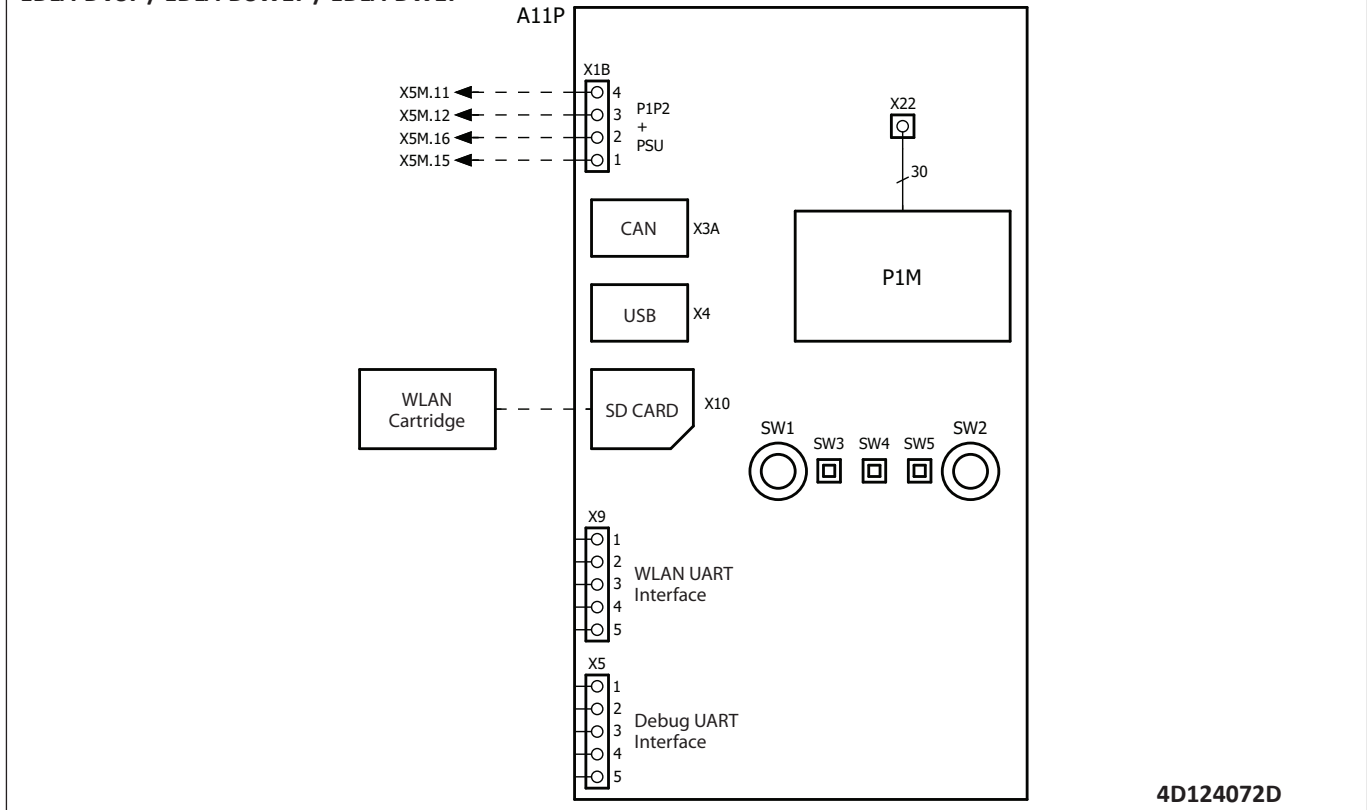 A11P
X1B
X5M.11
X5M.12
X5M.16
X5M.15
4
3
2
1
P1P2
+
PSU
X22
30
P1M
CAN
X3A
USB
X4
WLAN
Cartridge
SD CARD
X10
SW1
SW3
SW4
SW5
SW2
X9
1
2
3
4
5
WLAN UART
Interface
X5
1
2
3
4
5
Debug UART
Interface
4D124072D